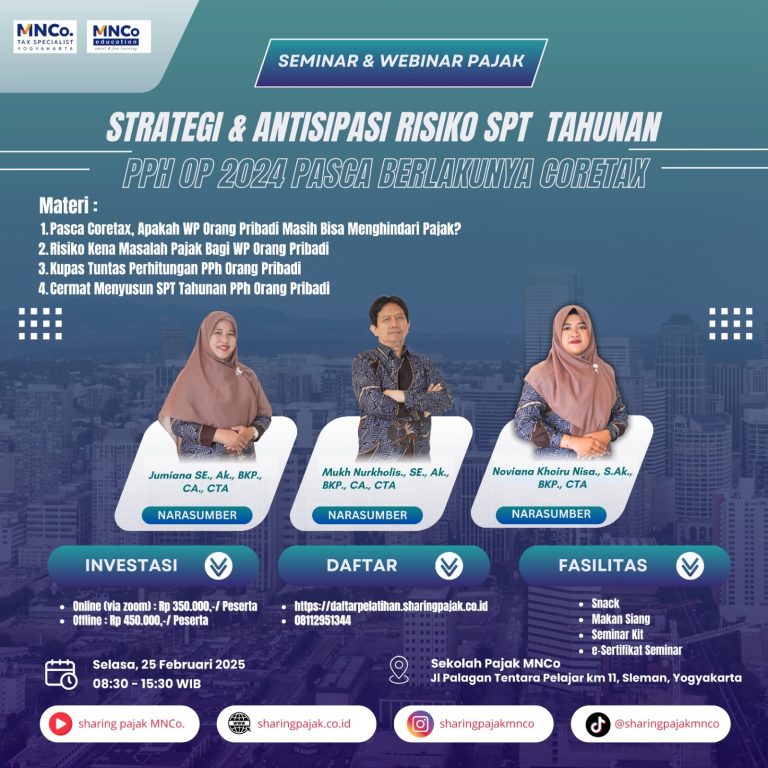 MNCo.
TAX SPECIALIST
YOGYAKARTA
MNCo
education
smart & fun learning
SEMINAR & WEBINAR PAJAK
STRATEGI & ANTISIPASI RISIKO SPT TAHUNAN
PPH OP 2024 PASCA BERLAKUNYA CORETAX
Materi :
1. Pasca Coretax, Apakah WP Orang Pribadi Masih Bisa Menghindari Pajak?
2. Risiko Kena Masalah Pajak Bagi WP Orang Pribadi
3. Kupas Tuntas Perhitungan PPh Orang Pribadi
4. Cermat Menyusun SPT Tahunan PPh Orang Pribadi
Jumiana SE., Ak., BKP.,
CA., CTA
NARASUMBER
Mukh Nurkholis., SE., Ak.,
BKP., CA., CTA
NARASUMBER
Noviana Khoiru Nisa., S.Ak.,
BKP., CTA
NARASUMBER
INVESTASI
• Online (via zoom) : Rp 350.000,-/ Peserta
• Offline : Rp 450.000,-/ Peserta
DAFTAR
• https://daftarpelatihan.sharingpajak.co.id
• 08112951344
FASILITAS
• Snack
• Makan Siang
• Seminar Kit
• e-Sertifikat Seminar
Selasa, 25 Februari 2025
08:30 - 15:30 WIB
Sekolah Pajak MNCo
Jl Palagan Tentara Pelajar km 11, Sleman, Yogyakarta
sharing pajak MNCo.
WWW
sharingpajak.co.id
sharingpajakmnco
@sharingpajakmnco